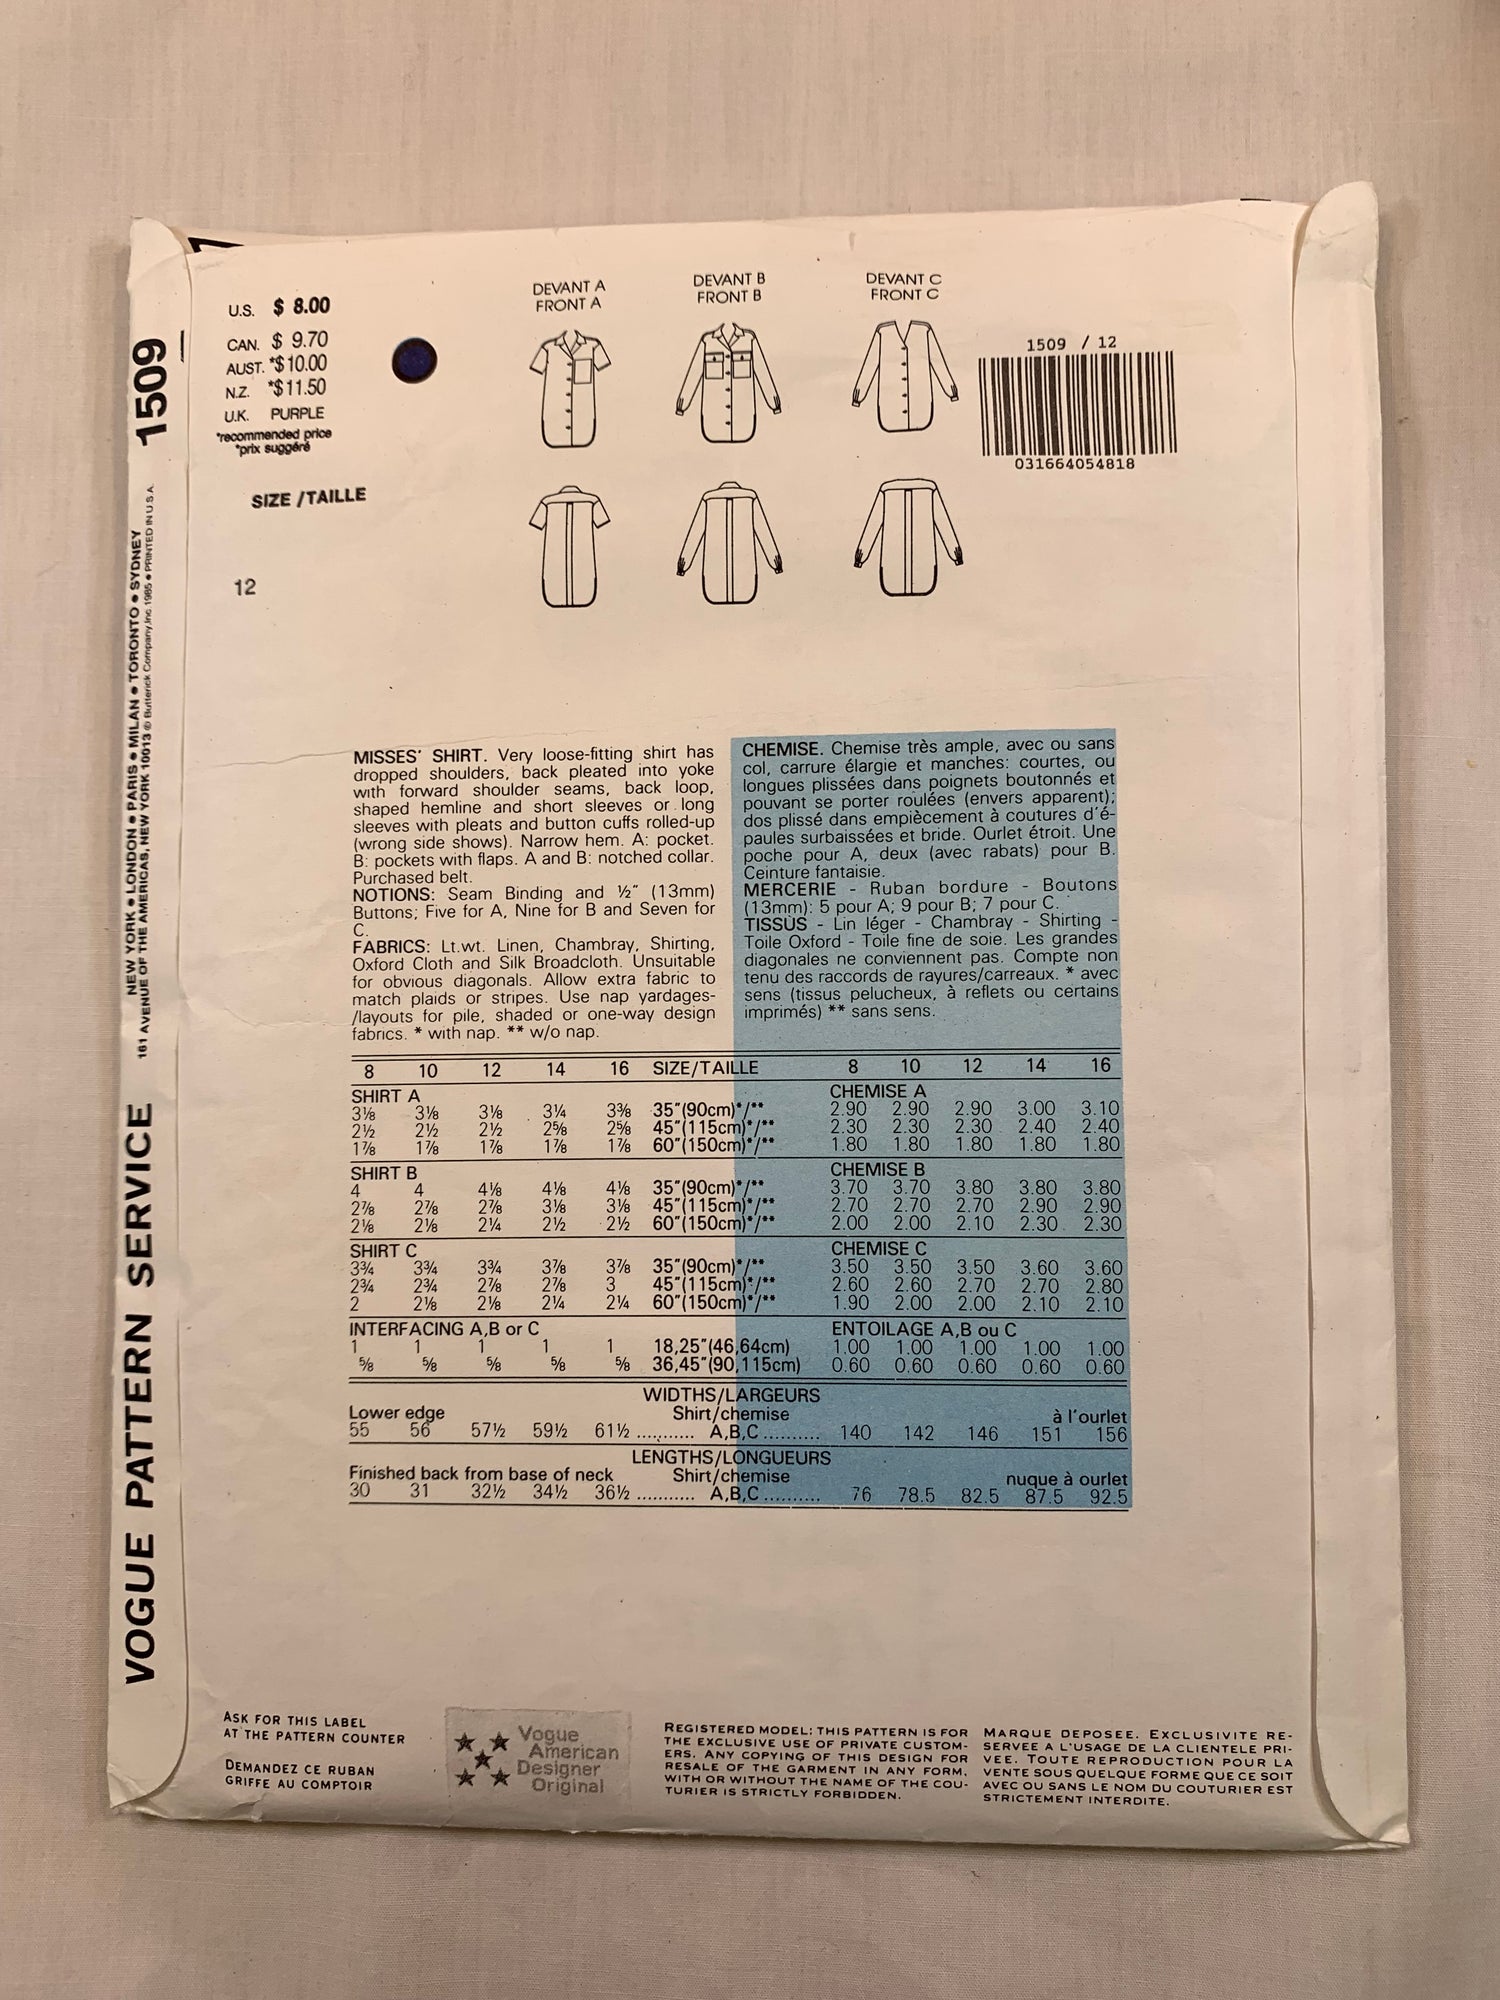 U.S. $ 8.00
CAN. $ 9.70
AUST. *$10.00
N.Z. *$11.50
U.K. PURPLE
*recommended price
*prix suggéré
SIZE /TAILLE
12
DEVANT A
FRONT A
DEVANT B
FRONT B
DEVANT C
FRONT C
1509 / 12
031664054818
1509
NEW YORK ● LONDON ● PARIS ● MILAN ● TORONTO ● SYDNEY
161 AVENUE OF THE AMERICAS, NEW YORK, NEW YORK 10013 © Butterick Company, Inc. 1985 ● PRINTED IN U.S.A.
VOGUE PATTERN SERVICE
MISSES' SHIRT. Very loose-fitting shirt has
dropped shoulders, back pleated into yoke
with forward shoulder seams, back loop,
shaped hemline and short sleeves or long
sleeves with pleats and button cuffs rolled-up
(wrong side shows). Narrow hem. A: pocket.
B: pockets with flaps. A and B: notched collar.
Purchased belt.
NOTIONS: Seam Binding and ½" (13mm)
Buttons; Five for A, Nine for B and Seven for
C.
FABRICS: Lt.wt. Linen, Chambray, Shirting,
Oxford Cloth and Silk Broadcloth. Unsuitable
for obvious diagonals. Allow extra fabric to
match plaids or stripes. Use nap yardages-
/layouts for pile, shaded or one-way design
fabrics. * with nap. ** w/o nap.
CHEMISE. Chemise très ample, avec ou sans
col, carrure élargie et manches: courtes, ou
longues plissées dans poignets boutonnés et
pouvant se porter roulées (envers apparent);
dos plissé dans empiècement à coutures d'é-
paules surbaissées et bride. Ourlet étroit. Une
poche pour A, deux (avec rabats) pour B.
Ceinture fantaisie.
MERCERIE - Ruban bordure - Boutons
(13mm): 5 pour A; 9 pour B; 7 pour C.
TISSUS - Lin léger - Chambray - Shirting -
Toile Oxford - Toile fine de soie. Les grandes
diagonales ne conviennent pas. Compte non
tenu des raccords de rayures/carreaux. * avec
sens (tissus pelucheux, à reflets ou certains
imprimés) ** sans sens.
8 10 12 14 16 SIZE/TAILLE 8 10 12 14 16
SHIRT A CHEMISE A
3⅛ 3⅛ 3⅛ 3¼ 3⅜ 35"(90cm)*/** 2.90 2.90 2.90 3.00 3.10
2½ 2½ 2½ 2⅝ 2⅝ 45"(115cm)*/** 2.30 2.30 2.30 2.40 2.40
1⅞ 1⅞ 1⅞ 1⅞ 1⅞ 60"(150cm)*/** 1.80 1.80 1.80 1.80 1.80
SHIRT B CHEMISE B
4 4 4⅛ 4⅛ 4⅛ 35"(90cm)*/** 3.70 3.70 3.80 3.80 3.80
2⅞ 2⅞ 2⅞ 3⅛ 3⅛ 45"(115cm)*/** 2.70 2.70 2.70 2.90 2.90
2⅛ 2⅛ 2¼ 2½ 2½ 60"(150cm)*/** 2.00 2.00 2.10 2.30 2.30
SHIRT C CHEMISE C
3¾ 3¾ 3¾ 3⅞ 3⅞ 35"(90cm)*/** 3.50 3.50 3.50 3.60 3.60
2¾ 2¾ 2⅞ 2⅞ 3 45"(115cm)*/** 2.60 2.60 2.70 2.70 2.80
2 2⅛ 2⅛ 2¼ 2¼ 60"(150cm)*/** 1.90 2.00 2.00 2.10 2.10
INTERFACING A,B or C ENTOILAGE A,B ou C
1 1 1 1 1 18,25"(46,64cm) 1.00 1.00 1.00 1.00 1.00
⅝ ⅝ ⅝ ⅝ ⅝ 36,45"(90,115cm) 0.60 0.60 0.60 0.60 0.60
WIDTHS/LARGEURS
Lower edge Shirt/chemise à l'ourlet
55 56 57½ 59½ 61½ ........... A,B,C .......... 140 142 146 151 156
LENGTHS/LONGUEURS
Finished back from base of neck Shirt/chemise nuque à ourlet
30 31 32½ 34½ 36½ ........... A,B,C .......... 76 78.5 82.5 87.5 92.5
ASK FOR THIS LABEL
AT THE PATTERN COUNTER
DEMANDEZ CE RUBAN
GRIFFE AU COMPTOIR
Vogue
American
Designer
Original
REGISTERED MODEL: THIS PATTERN IS FOR
THE EXCLUSIVE USE OF PRIVATE CUSTOM-
ERS. ANY COPYING OF THIS DESIGN FOR
RESALE OF THE GARMENT IN ANY FORM,
WITH OR WITHOUT THE NAME OF THE COU-
TURIER IS STRICTLY FORBIDDEN.
MARQUE DEPOSEE. EXCLUSIVITE RE-
SERVEE A L'USAGE DE LA CLIENTELE PRI-
VEE. TOUTE REPRODUCTION POUR LA
VENTE SOUS QUELQUE FORME QUE CE SOIT
AVEC OU SANS LE NOM DU COUTURIER EST
STRICTEMENT INTERDITE.